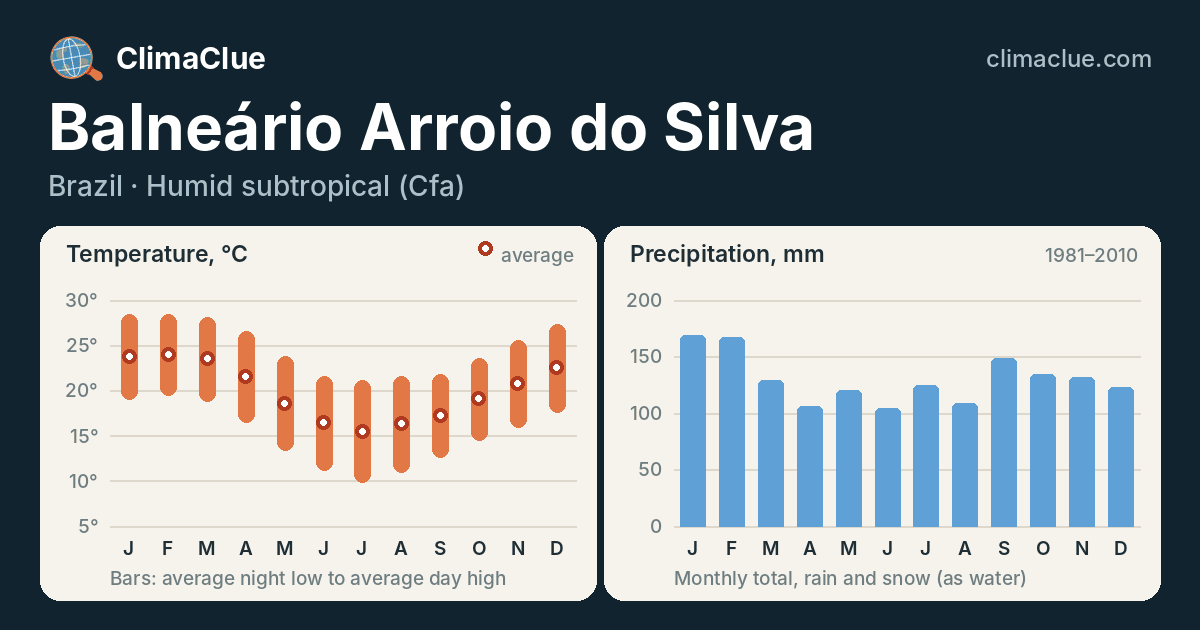 ClimaClue
climaclue.com
Balneário Arroio do Silva
Brazil · Humid subtropical (Cfa)
Temperature, °C
average
30°
25°
20°
15°
10°
5°
J F M A M J J A S O N D
Bars: average night low to average day high
Precipitation, mm
1981–2010
200
150
100
50
0
J F M A M J J A S O N D
Monthly total, rain and snow (as water)